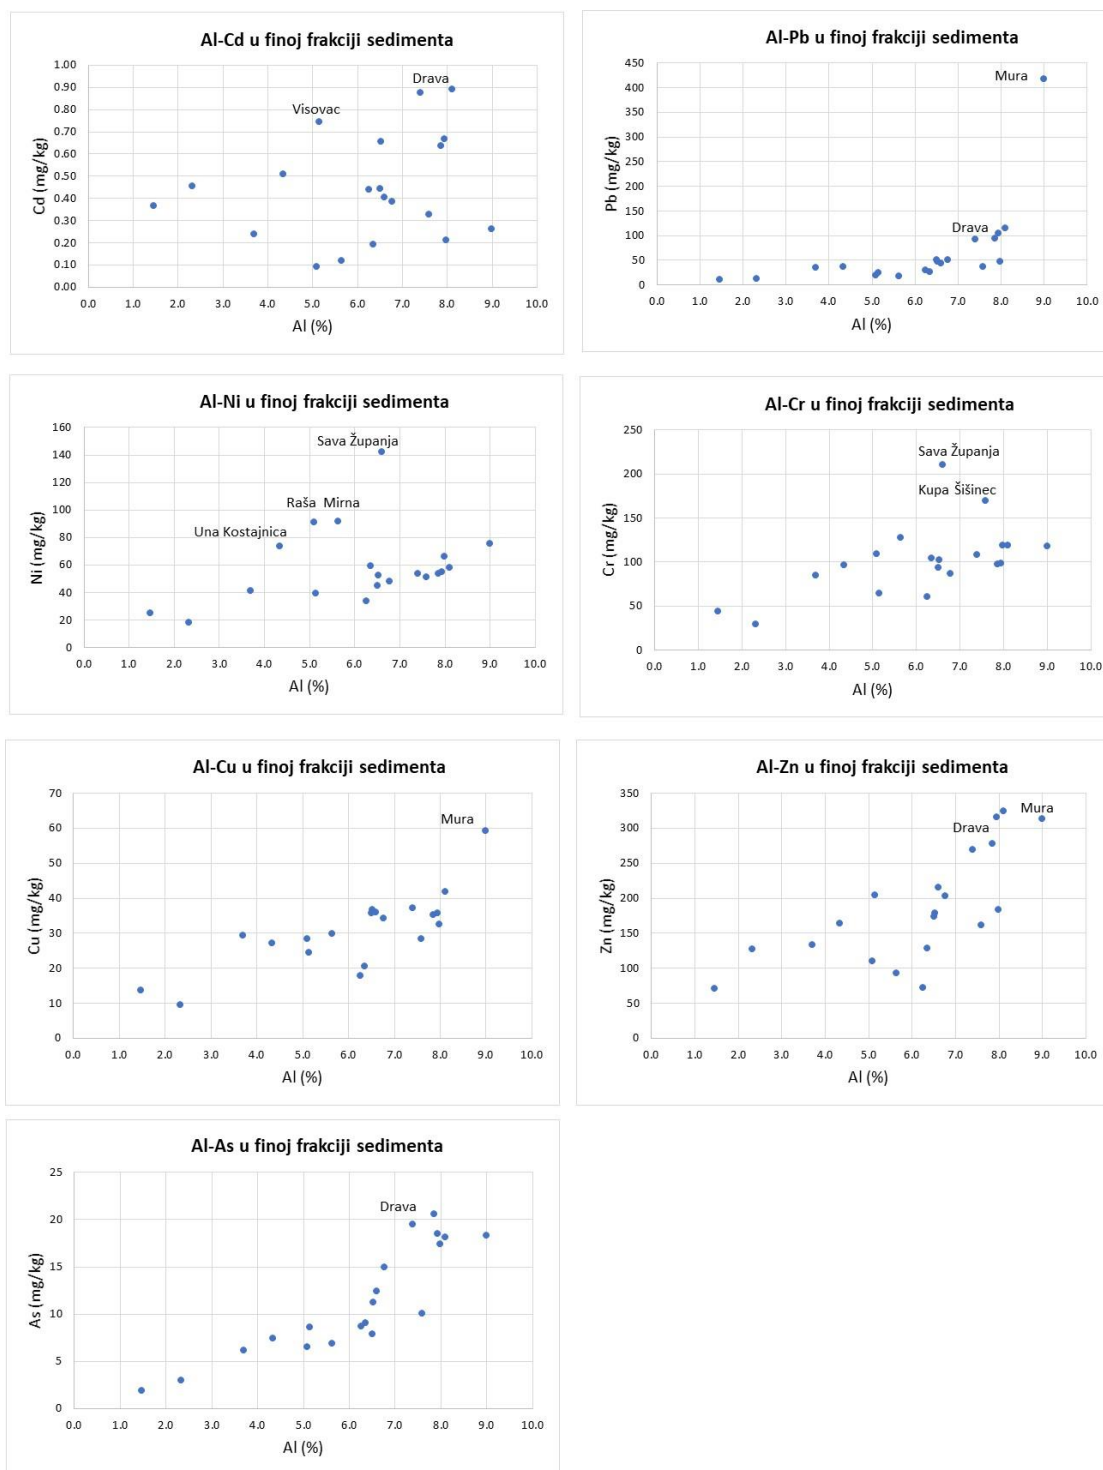 Al-Cd u finoj frakciji sedimenta
Cd (mg/kg)
1.00
0.90
0.80
0.70
0.60
0.50
0.40
0.30
0.20
0.10
0.00
Drava
Visovac
0.0 1.0 2.0 3.0 4.0 5.0 6.0 7.0 8.0 9.0 10.0
Al (%)
Al-Pb u finoj frakciji sedimenta
Pb (mg/kg)
450
400
350
300
250
200
150
100
50
0
Mura
Drava
0.0 1.0 2.0 3.0 4.0 5.0 6.0 7.0 8.0 9.0 10.0
Al (%)
Al-Ni u finoj frakciji sedimenta
Ni (mg/kg)
160
140
120
100
80
60
40
20
0
Sava Županja
Raša Mirna
Una Kostajnica
0.0 1.0 2.0 3.0 4.0 5.0 6.0 7.0 8.0 9.0 10.0
Al (%)
Al-Cr u finoj frakciji sedimenta
Cr (mg/kg)
250
200
150
100
50
0
Sava Županja
Kupa Šišinec
0.0 1.0 2.0 3.0 4.0 5.0 6.0 7.0 8.0 9.0 10.0
Al (%)
Al-Cu u finoj frakciji sedimenta
Cu (mg/kg)
70
60
50
40
30
20
10
0
Mura
0.0 1.0 2.0 3.0 4.0 5.0 6.0 7.0 8.0 9.0 10.0
Al (%)
Al-Zn u finoj frakciji sedimenta
Zn (mg/kg)
350
300
250
200
150
100
50
0
Mura
Drava
0.0 1.0 2.0 3.0 4.0 5.0 6.0 7.0 8.0 9.0 10.0
Al (%)
Al-As u finoj frakciji sedimenta
As (mg/kg)
25
20
15
10
5
0
Drava
0.0 1.0 2.0 3.0 4.0 5.0 6.0 7.0 8.0 9.0 10.0
Al (%)